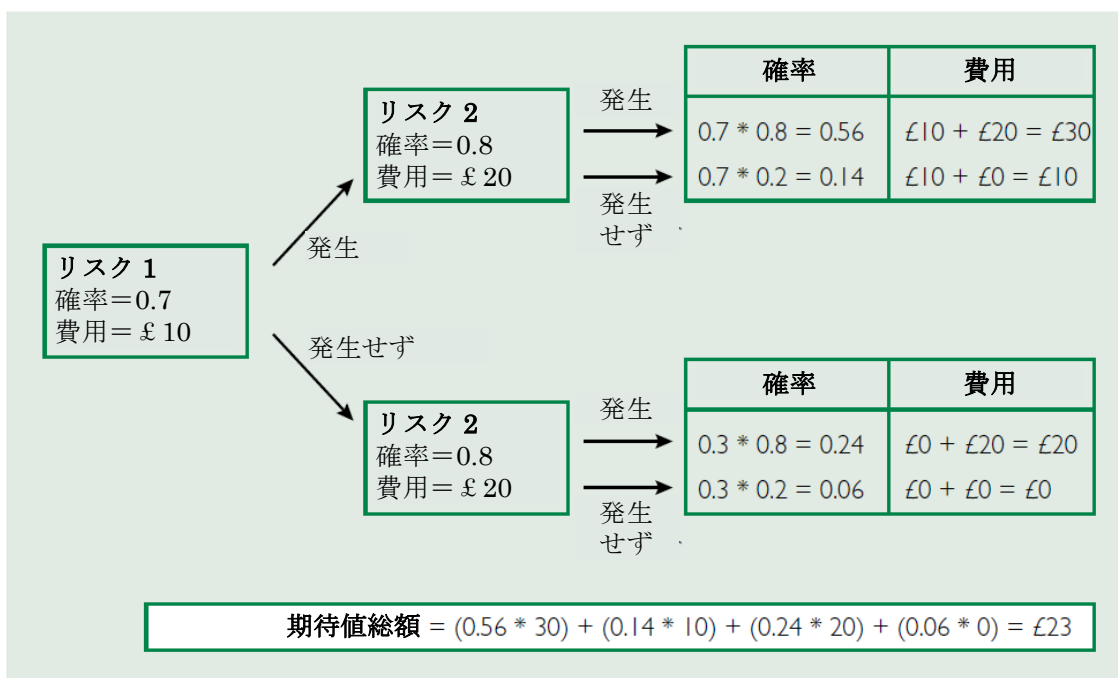 確率 費用
リスク 2
確率＝0.8
費用＝￡20
発生
発生
せず
0.7 * 0.8 = 0.56 £10 + £20 = £30
0.7 * 0.2 = 0.14 £10 + £0 = £10
リスク 1
確率＝0.7
費用＝￡10
発生
発生せず
確率 費用
リスク 2
確率＝0.8
費用＝￡20
発生
発生
せず
0.3 * 0.8 = 0.24 £0 + £20 = £20
0.3 * 0.2 = 0.06 £0 + £0 = £0
期待値総額 = (0.56 * 30) + (0.14 * 10) + (0.24 * 20) + (0.06 * 0) = £23